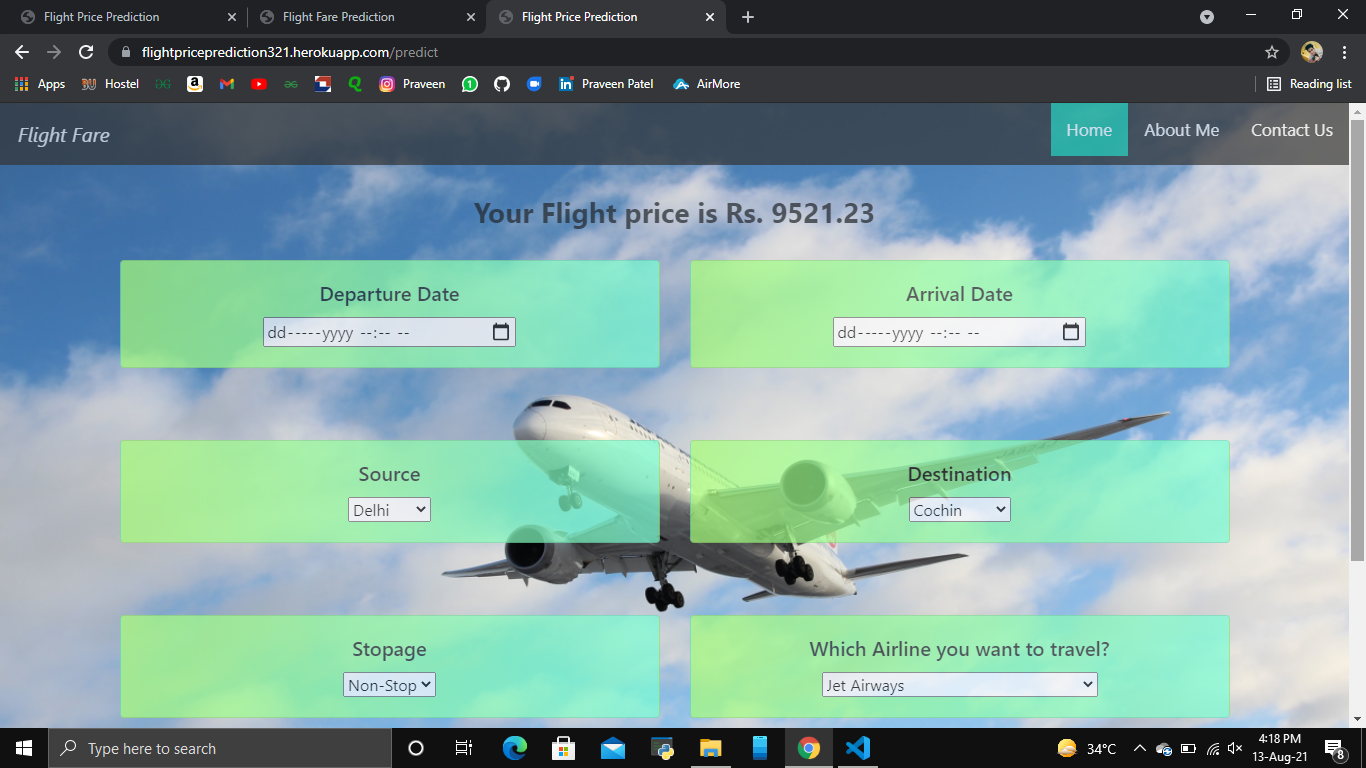 Flight Price Prediction
Flight Fare Prediction
Flight Price Prediction
flightpriceprediction321.herokuapp.com/predict
Apps
Hostel
Praveen
Praveen Patel
AirMore
Reading list
Flight Fare
Home
About Me
Contact Us
Your Flight price is Rs. 9521.23
Departure Date
Arrival Date
dd-----yyyy --:-- --
dd-----yyyy --:-- --
Source
Destination
Delhi
Cochin
Stopage
Which Airline you want to travel?
Non-Stop
Jet Airways
Type here to search
34°C
4:18 PM
13-Aug-21
8